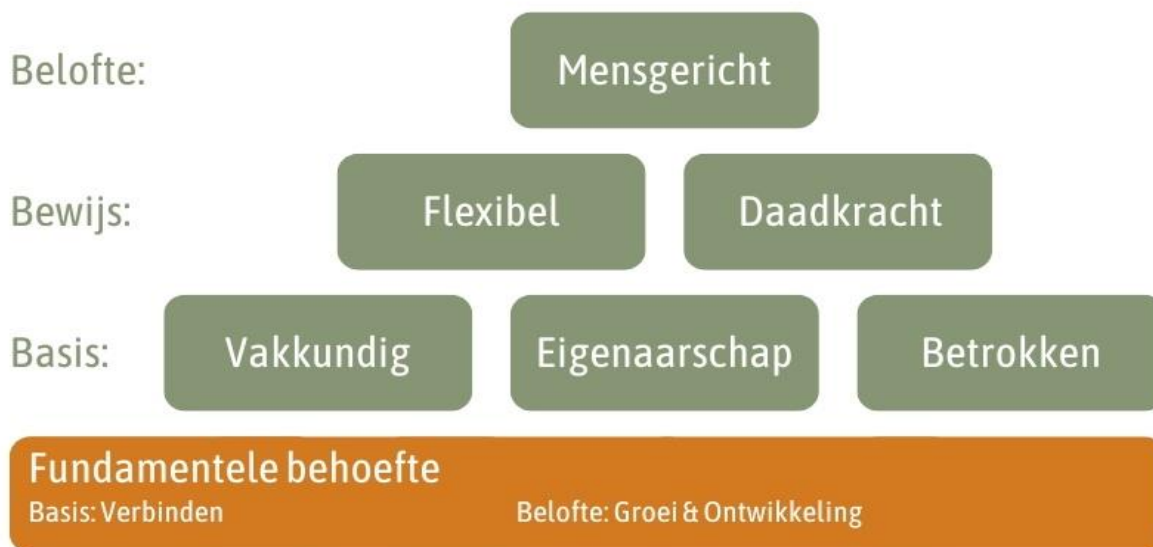 Belofte: Mensgericht
Bewijs: Flexibel Daadkracht
Basis: Vakkundig Eigenaarschap Betrokken
Fundamentele behoefte
Basis: Verbinden Belofte: Groei & Ontwikkeling